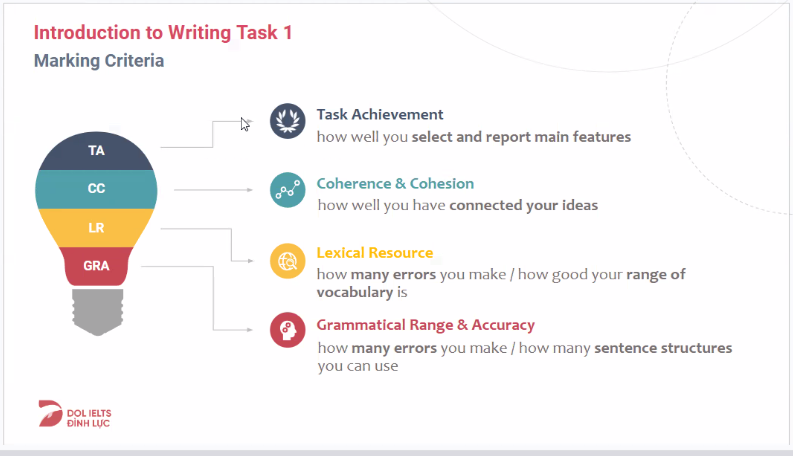 Introduction to Writing Task 1
Marking Criteria
TA
CC
LR
GRA
Task Achievement
how well you select and report main features
Coherence & Cohesion
how well you have connected your ideas
Lexical Resource
how many errors you make / how good your range of
vocabulary is
Grammatical Range & Accuracy
how many errors you make / how many sentence structures
you can use
DOL IELTS
ĐÌNH LỰC